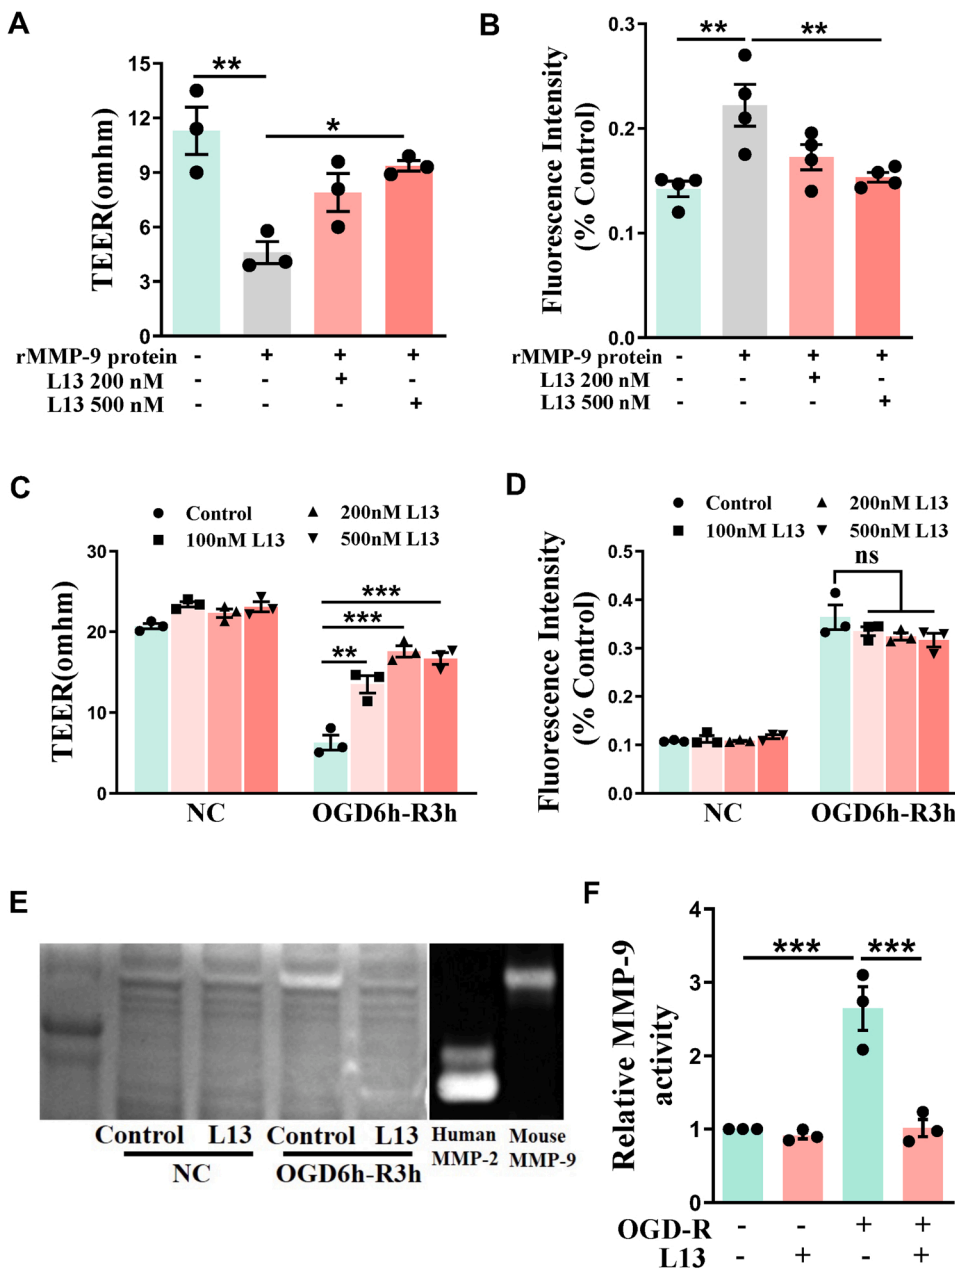 A
**
*
TEER(omhm)
15
12
9
6
3
0
rMMP-9 protein - + + +
L13 200 nM - - + -
L13 500 nM - - - +
B
**
**
Fluorescence Intensity
(% Control)
0.3
0.2
0.1
0.0
rMMP-9 protein - + + +
L13 200 nM - - + -
L13 500 nM - - - +
C
Control 200nM L13
100nM L13 500nM L13
TEER(omhm)
30
20
10
0
***
***
**
NC OGD6h-R3h
D
Control 200nM L13
100nM L13 500nM L13
Fluorescence Intensity
(% Control)
0.5
0.4
0.3
0.2
0.1
0.0
ns
NC OGD6h-R3h
E
Control L13 Control L13 Human Mouse
MMP-2 MMP-9
NC OGD6h-R3h
F
Relative MMP-9
activity
4
3
2
1
0
*** ***
OGD-R - - + +
L13 - + - +